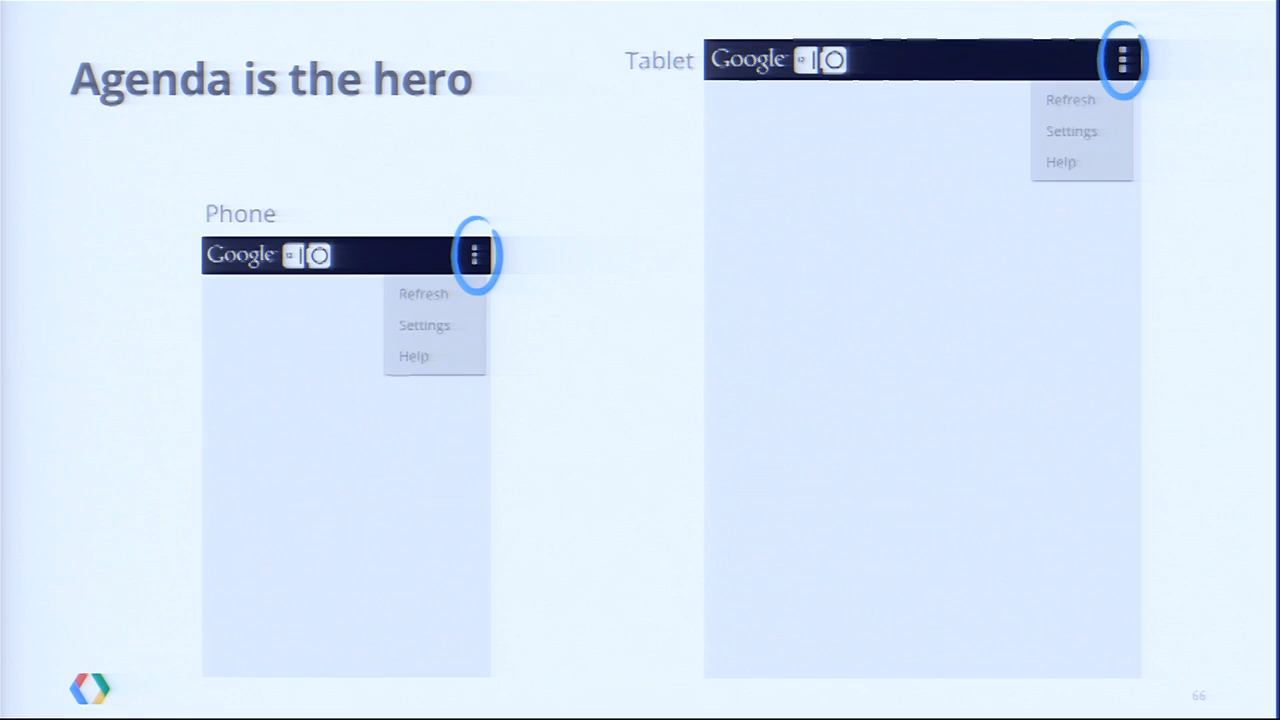 Agenda is the hero
Tablet
Google
Refresh
Settings
Help
Phone
Google
Refresh
Settings
Help
66